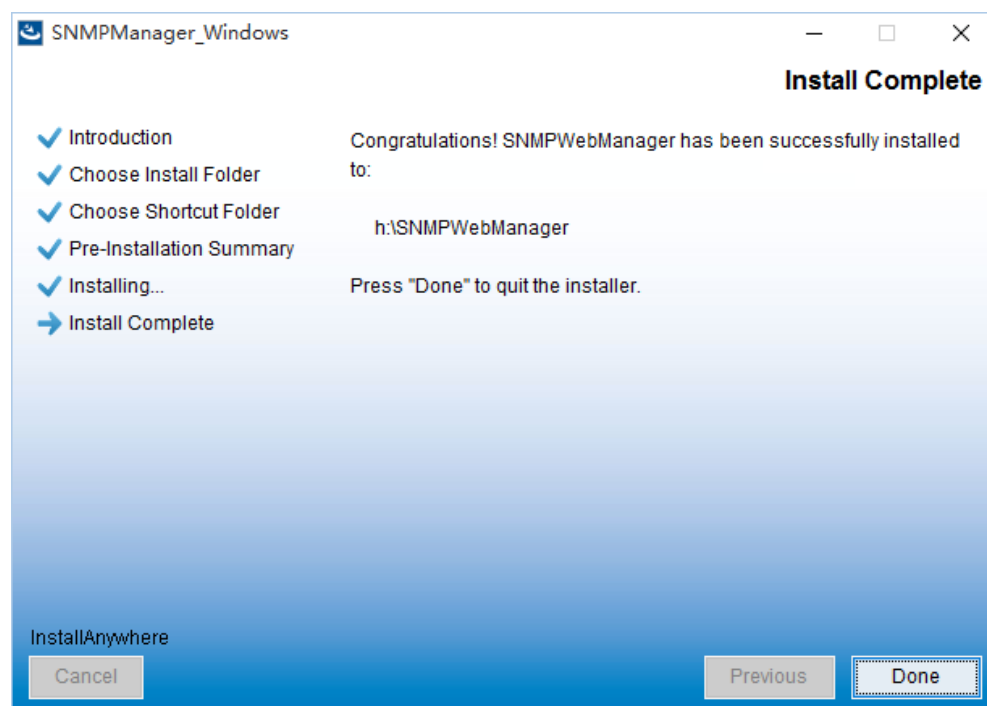 SNMPManager_Windows
Install Complete
Introduction
Choose Install Folder
Choose Shortcut Folder
Pre-Installation Summary
Installing...
Install Complete
Congratulations! SNMPWebManager has been successfully installed
to:
h:\SNMPWebManager
Press "Done" to quit the installer.
InstallAnywhere
Cancel
Previous
Done